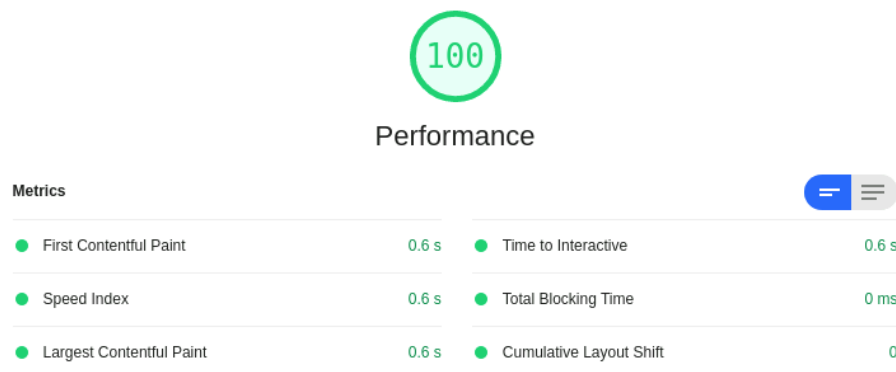 100
Performance
Metrics
First Contentful Paint 0.6 s
Time to Interactive 0.6 s
Speed Index 0.6 s
Total Blocking Time 0 ms
Largest Contentful Paint 0.6 s
Cumulative Layout Shift 0